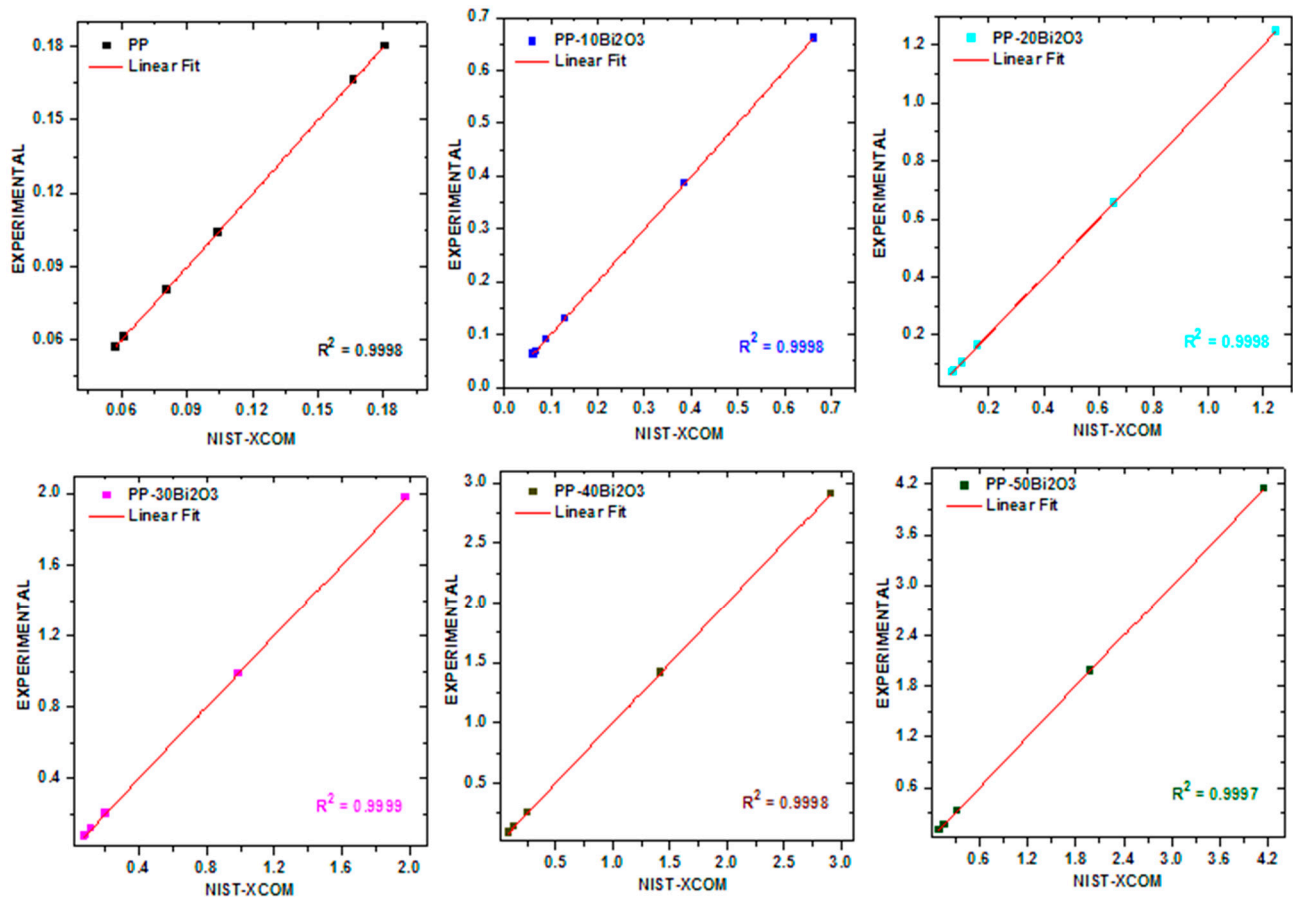 PP
Linear Fit
0.18
0.15
0.12
0.09
0.06
EXPERIMENTAL
R² = 0.9998
0.06 0.09 0.12 0.15 0.18
NIST-XCOM
PP-10Bi2O3
Linear Fit
0.7
0.6
0.5
0.4
0.3
0.2
0.1
0.0
EXPERIMENTAL
R² = 0.9998
0.0 0.1 0.2 0.3 0.4 0.5 0.6 0.7
NIST-XCOM
PP-20Bi2O3
Linear Fit
1.2
1.0
0.8
0.6
0.4
0.2
EXPERIMENTAL
R² = 0.9998
0.2 0.4 0.6 0.8 1.0 1.2
NIST-XCOM
PP-30Bi2O3
Linear Fit
2.0
1.6
1.2
0.8
0.4
EXPERIMENTAL
R² = 0.9999
0.4 0.8 1.2 1.6 2.0
NIST-XCOM
PP-40Bi2O3
Linear Fit
3.0
2.5
2.0
1.5
1.0
0.5
EXPERIMENTAL
R² = 0.9998
0.5 1.0 1.5 2.0 2.5 3.0
NIST-XCOM
PP-50Bi2O3
Linear Fit
4.2
3.6
3.0
2.4
1.8
1.2
0.6
EXPERIMENTAL
R² = 0.9997
0.6 1.2 1.8 2.4 3.0 3.6 4.2
NIST-XCOM